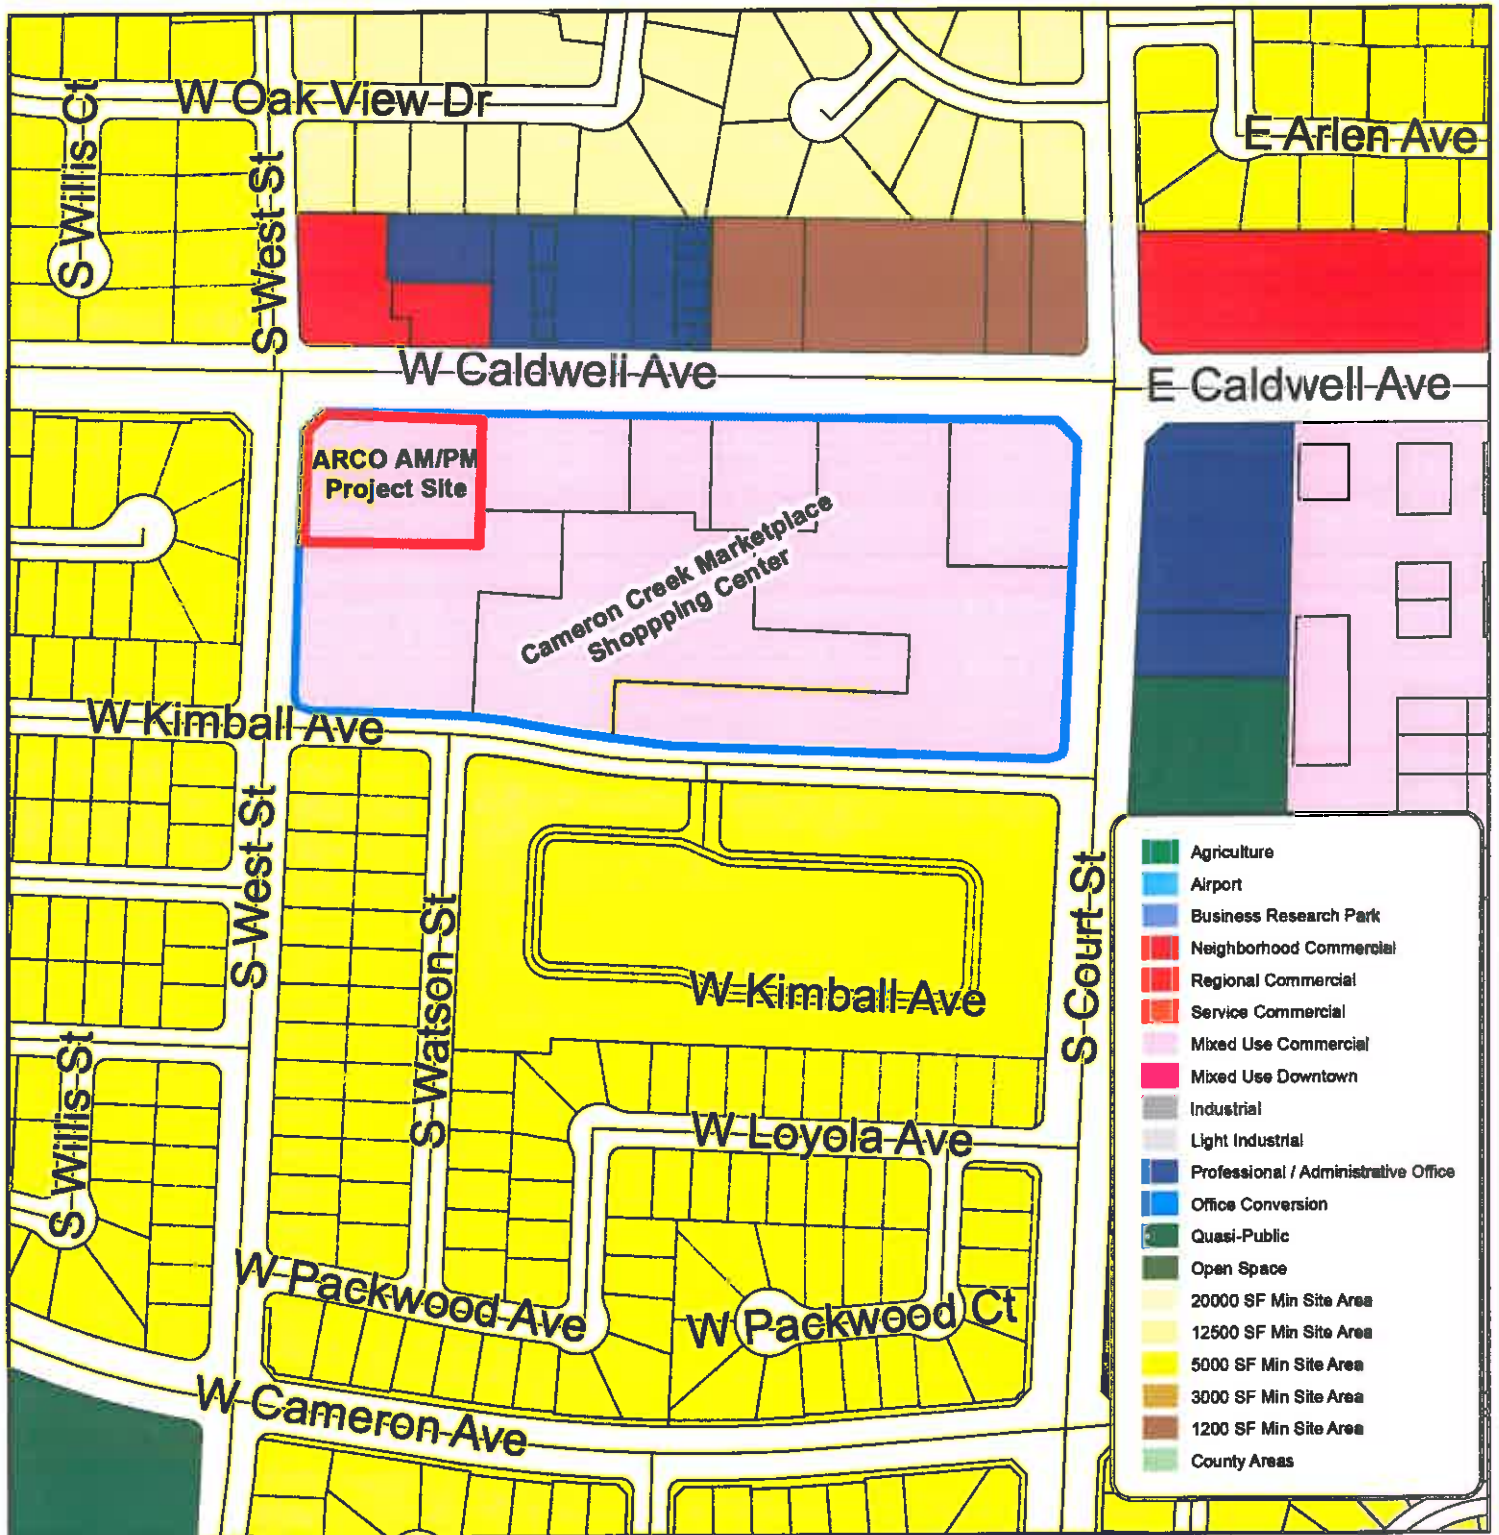 W Oak View Dr
S Willis Ct
S West St
E Arlen Ave
W Caldwell Ave
E Caldwell Ave
ARCO AM/PM
Project Site
Cameron Creek Marketplace
Shoppping Center
W Kimball Ave
S West St
S Watson St
W Kimball Ave
S Court St
S Willis St
W Loyola Ave
W Packwood Ave
W Packwood Ct
W Cameron Ave
Agriculture
Airport
Business Research Park
Neighborhood Commercial
Regional Commercial
Service Commercial
Mixed Use Commercial
Mixed Use Downtown
Industrial
Light Industrial
Professional / Administrative Office
Office Conversion
Quasi-Public
Open Space
20000 SF Min Site Area
12500 SF Min Site Area
5000 SF Min Site Area
3000 SF Min Site Area
1200 SF Min Site Area
County Areas